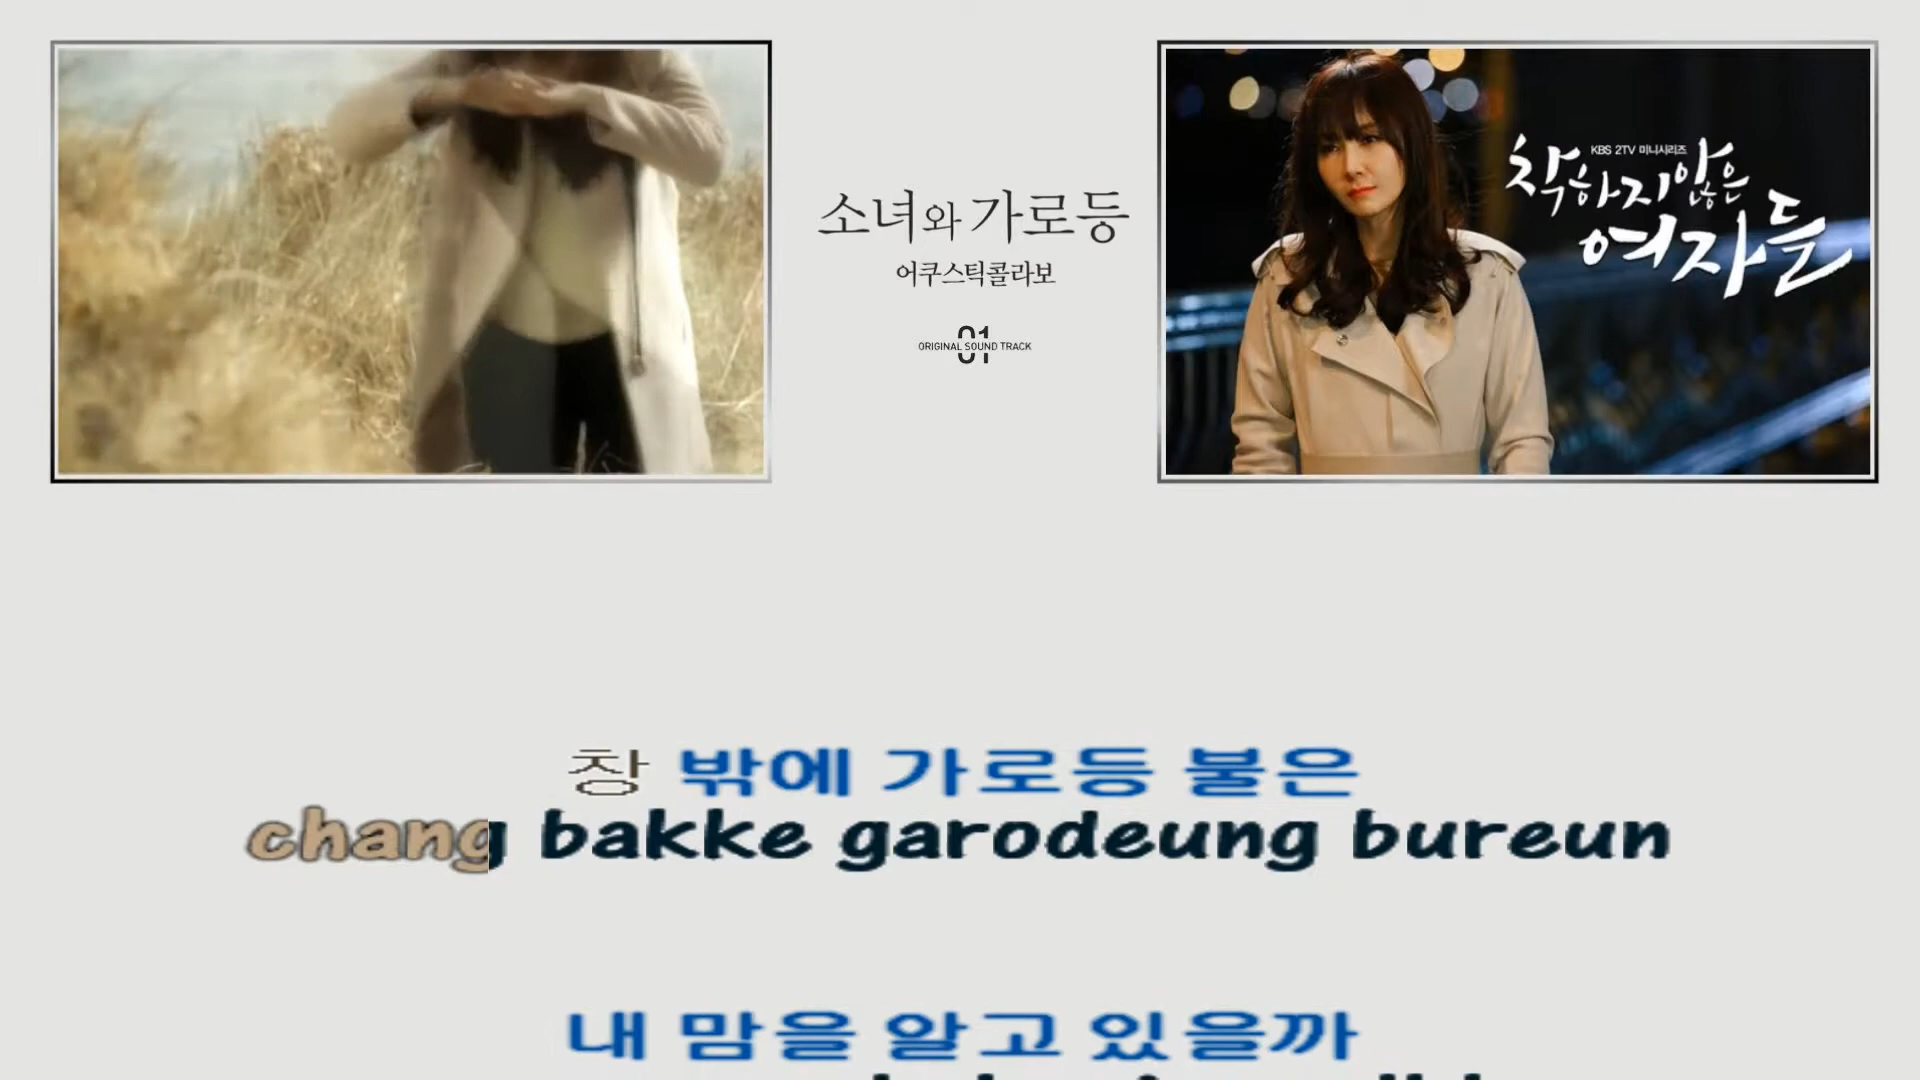 소녀와 가로등
어쿠스틱콜라보
01
ORIGINAL SOUND TRACK
KBS 2TV 미니시리즈
착하지 않은
여자들
창 밖에 가로등 불은
chang bakke garodeung bureun
내 맘을 알고 있을까